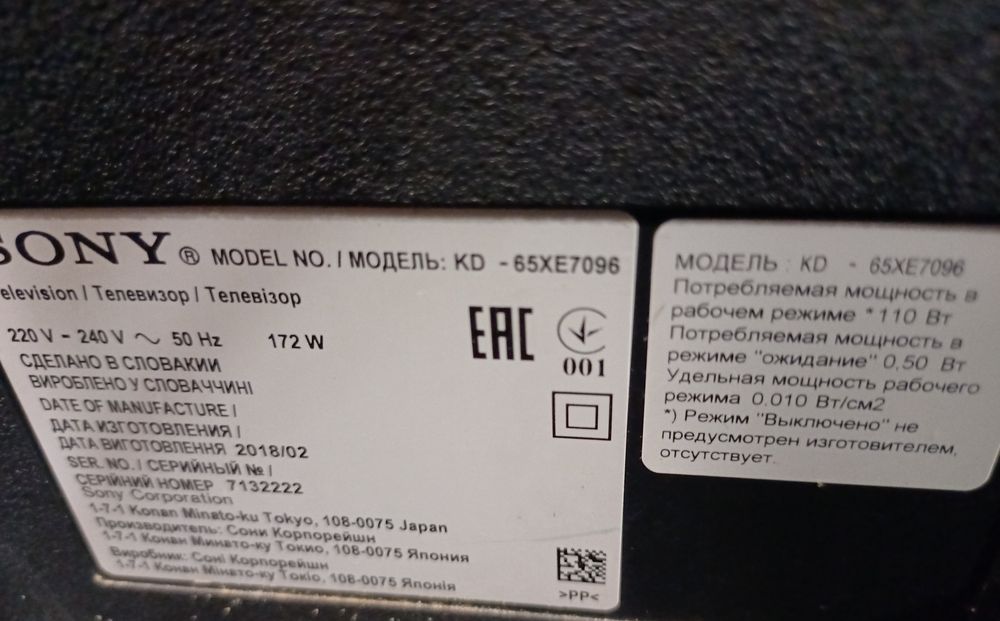 SONY® MODEL NO. / МОДЕЛЬ: KD - 65XE7096
elevision / Телевизор / Телевізор
220 V - 240 V ~ 50 Hz 172 W
EAC
001
СДЕЛАНО В СЛОВАКИИ
ВИРОБЛЕНО У СЛОВАЧЧИНІ
DATE OF MANUFACTURE /
ДАТА ИЗГОТОВЛЕНИЯ /
ДАТА ВИГОТОВЛЕННЯ 2018/02
SER. NO. / СЕРИЙНЫЙ № /
СЕРІЙНИЙ НОМЕР 7132222
Sony Corporation
1-7-1 Konan Minato-ku Tokyo, 108-0075 Japan
Производитель: Сони Корпорейшн
1-7-1 Конан Минато-ку Токио, 108-0075 Япония
Виробник: Соні Корпорейшн
1-7-1 Конан Мінато-ку Токіо, 108-0075 Японія
>PP<
МОДЕЛЬ : KD - 65XE7096
Потребляемая мощность в
рабочем режиме *110 Вт
Потребляемая мощность в
режиме "ожидание" 0,50 Вт
Удельная мощность рабочего
режима 0.010 Вт/см2
*) Режим "Выключено" не
предусмотрен изготовителем,
отсутствует.